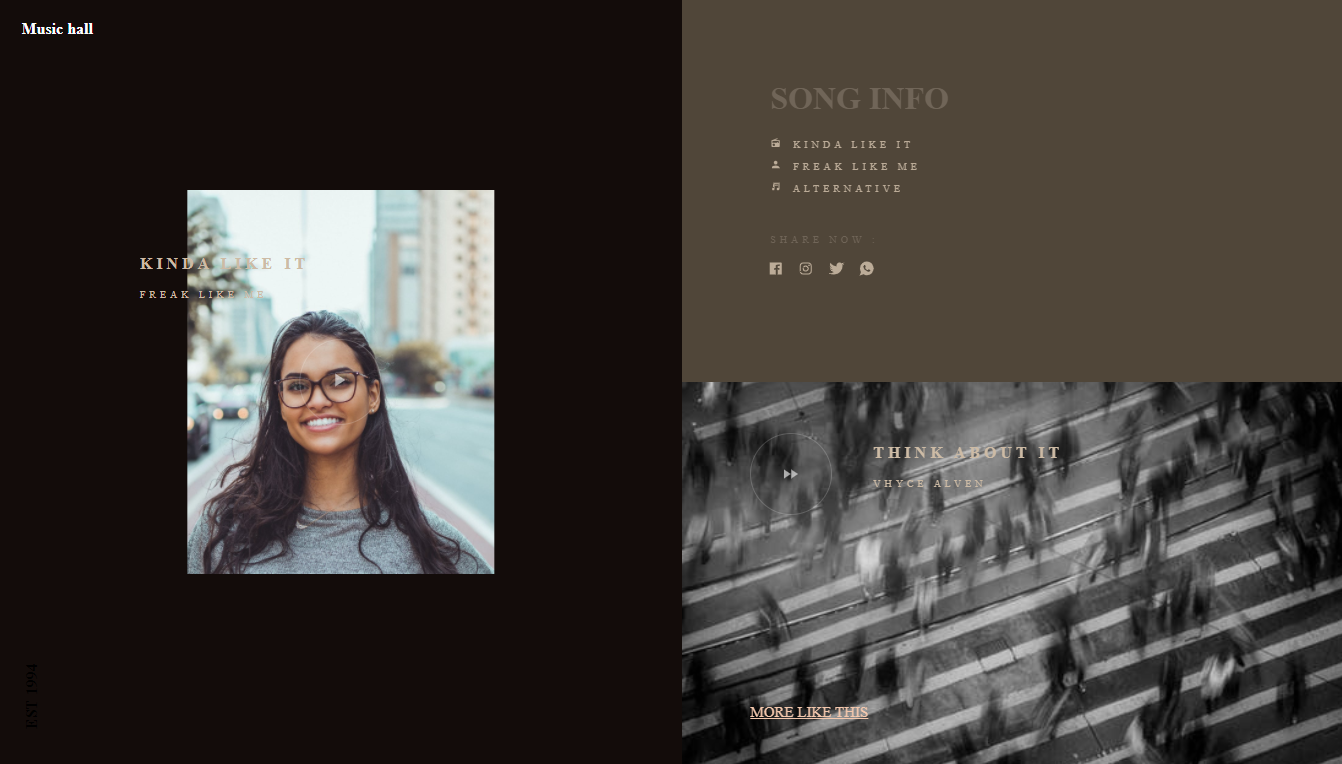 Music hall
KINDA LIKE IT
FREAK LIKE ME
EST 1994
SONG INFO
KINDA LIKE IT
FREAK LIKE ME
ALTERNATIVE
SHARE NOW :
THINK ABOUT IT
VHYCE ALVEN
MORE LIKE THIS